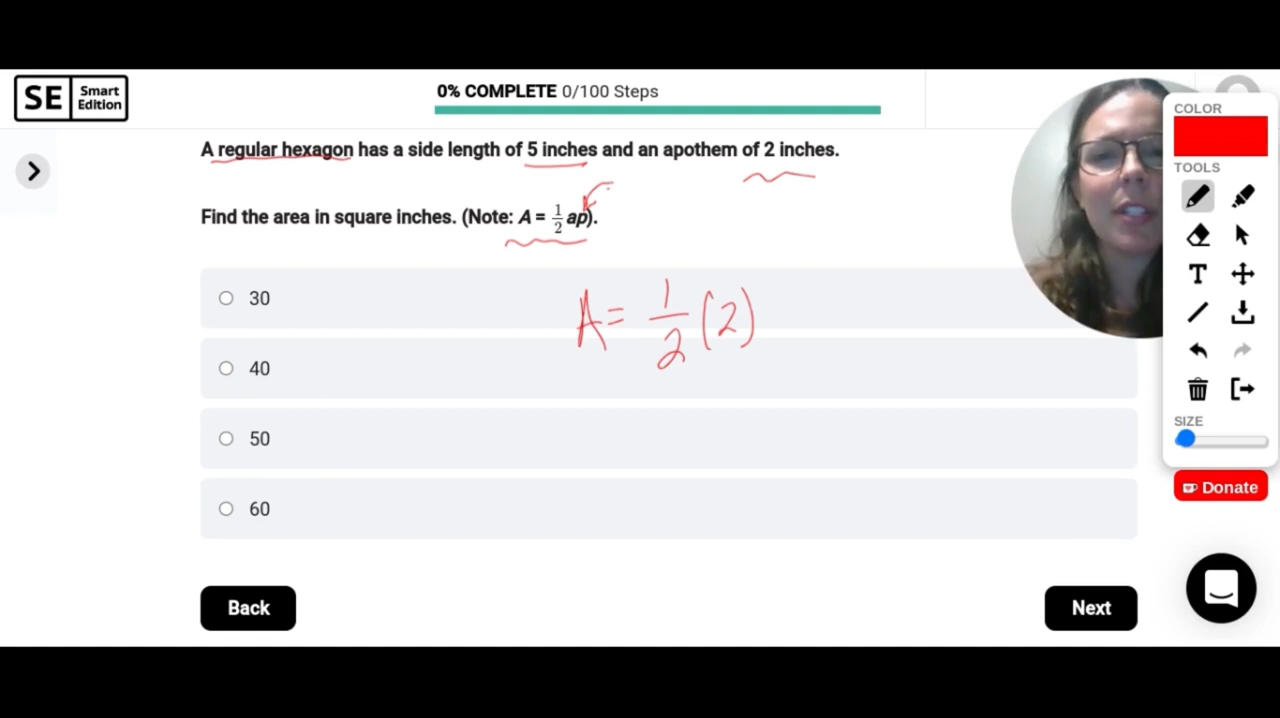 SE Smart Edition
0% COMPLETE 0/100 Steps
COLOR
TOOLS
A regular hexagon has a side length of 5 inches and an apothem of 2 inches.
Find the area in square inches. (Note: A = 1/2 ap).
30
A = 1/2 (2)
40
50
60
T
SIZE
Donate
Back
Next